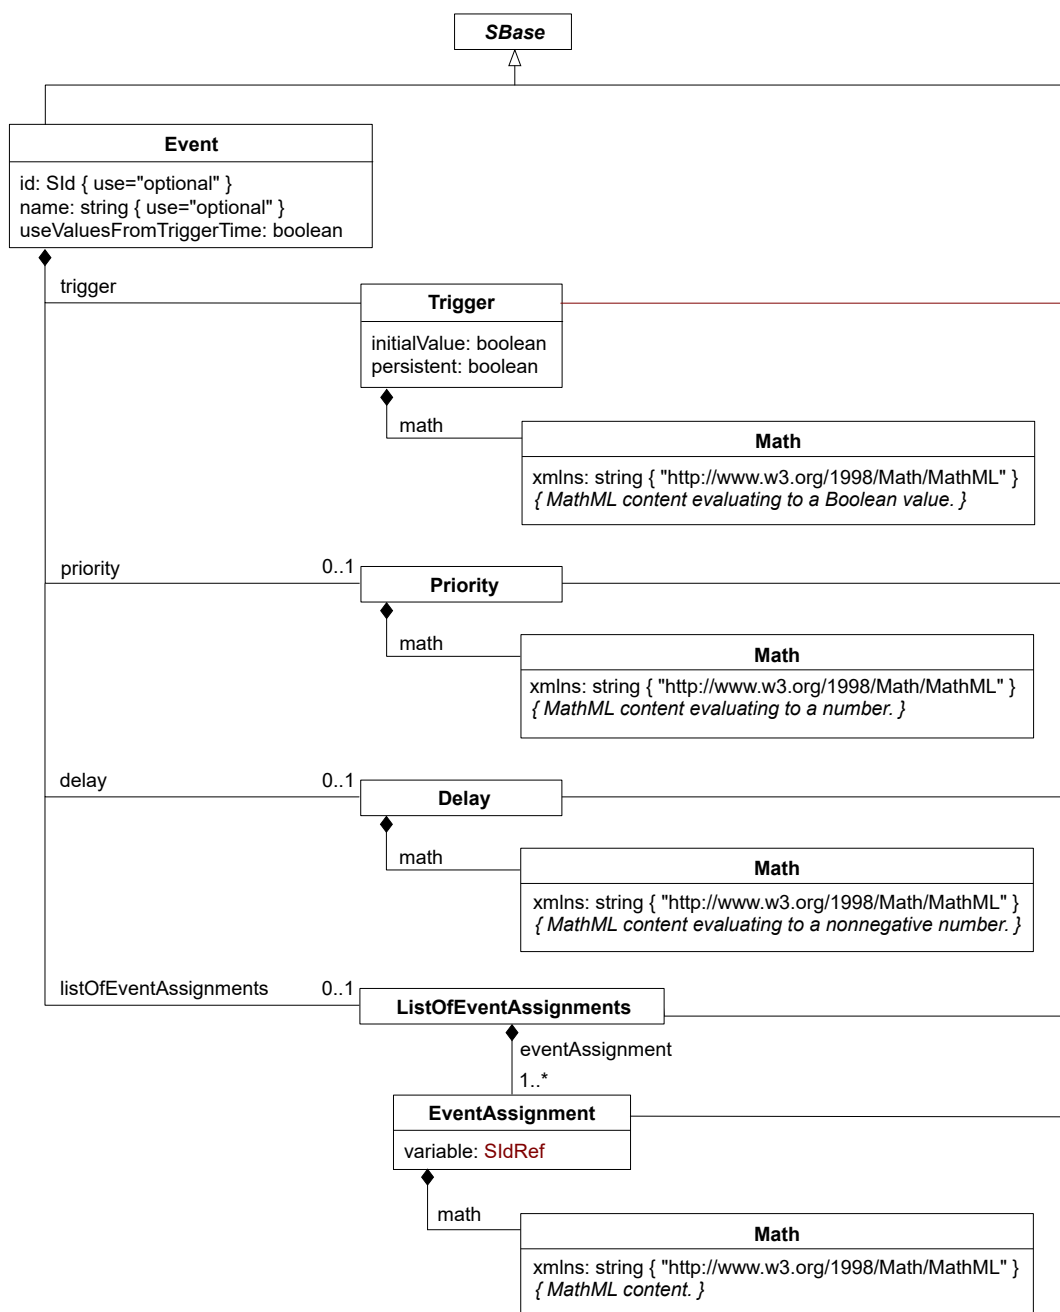 SBase
Event
id: SId { use="optional" }
name: string { use="optional" }
useValuesFromTriggerTime: boolean
trigger
Trigger
initialValue: boolean
persistent: boolean
math
Math
xmlns: string { "http://www.w3.org/1998/Math/MathML" }
{ MathML content evaluating to a Boolean value. }
priority
0..1
Priority
math
Math
xmlns: string { "http://www.w3.org/1998/Math/MathML" }
{ MathML content evaluating to a number. }
delay
0..1
Delay
math
Math
xmlns: string { "http://www.w3.org/1998/Math/MathML" }
{ MathML content evaluating to a nonnegative number. }
listOfEventAssignments
0..1
ListOfEventAssignments
eventAssignment
1..*
EventAssignment
variable: SIdRef
math
Math
xmlns: string { "http://www.w3.org/1998/Math/MathML" }
{ MathML content. }